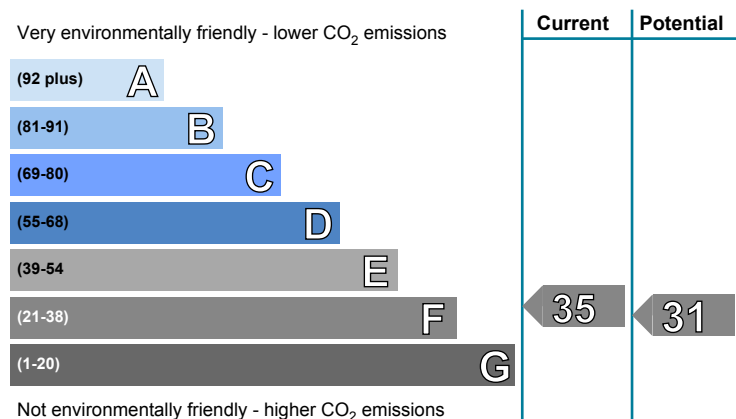 Very environmentally friendly - lower CO₂ emissions
Current
Potential
(92 plus) A
(81-91) B
(69-80) C
(55-68) D
(39-54 E
(21-38) F
35
31
(1-20) G
Not environmentally friendly - higher CO₂ emissions